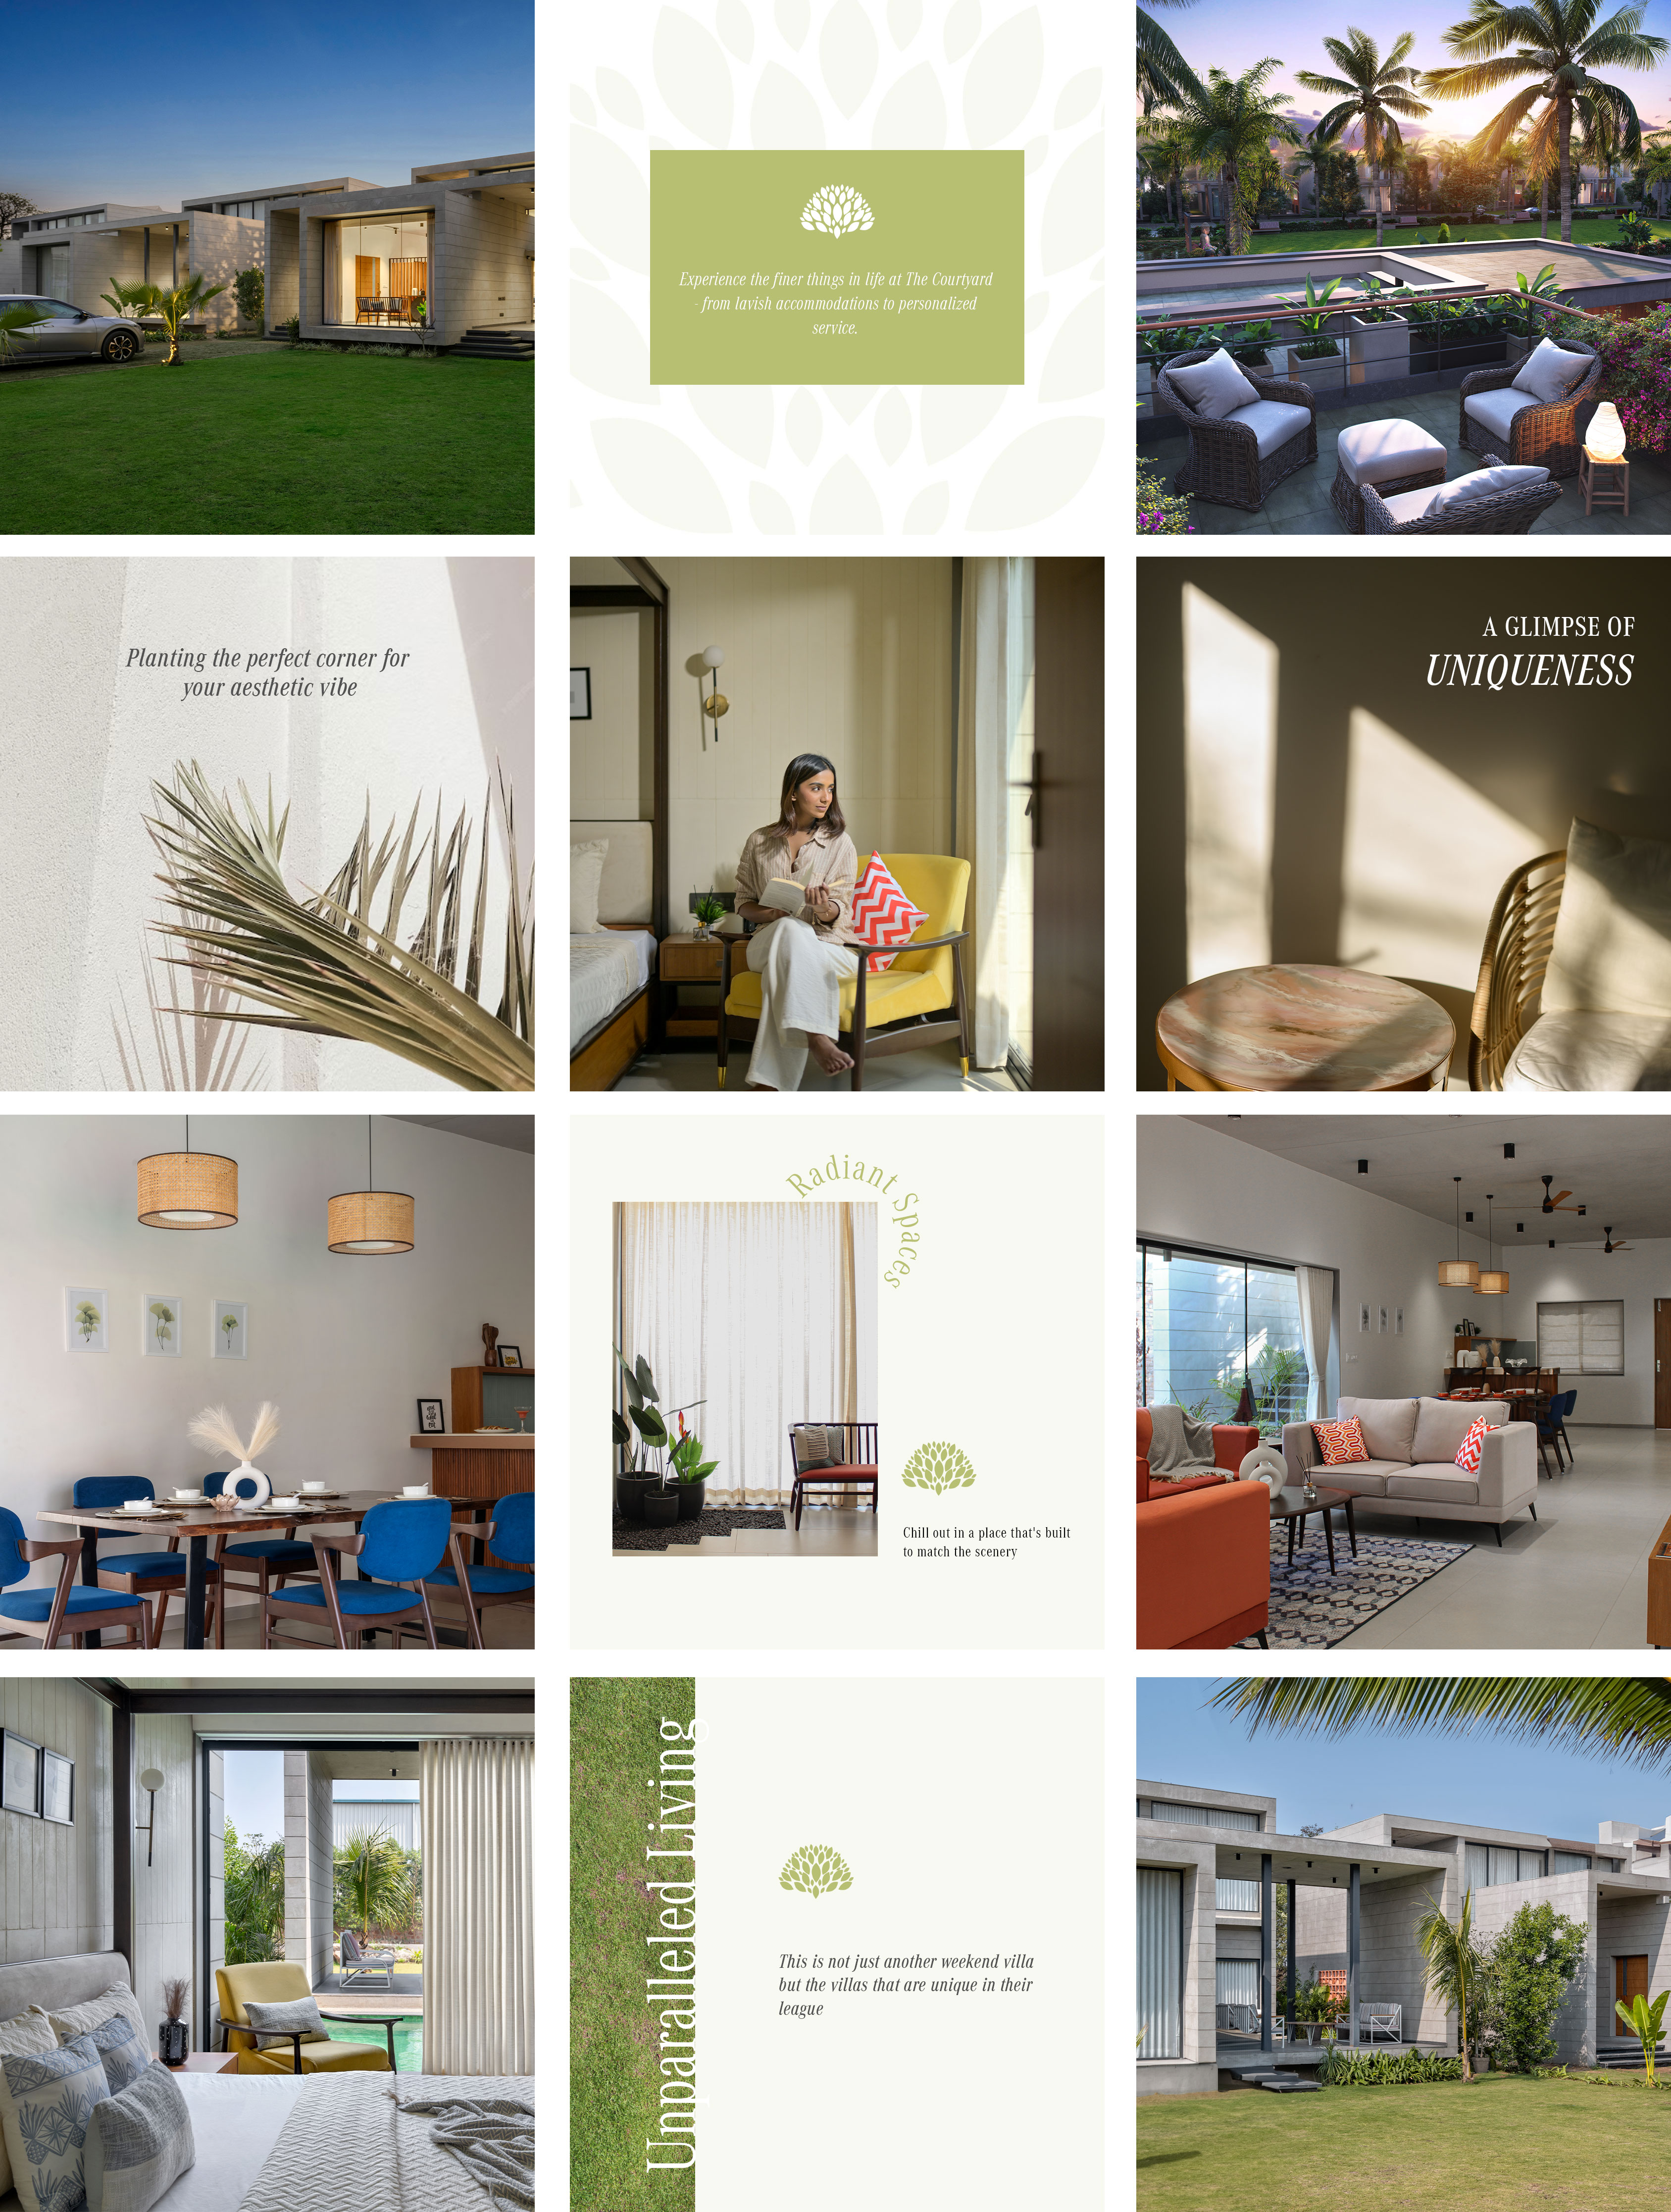 Experience the finer things in life at The Courtyard
- from lavish accommodations to personalized
service.
Planting the perfect corner for
your aesthetic vibe
A GLIMPSE OF
UNIQUENESS
Radiant Spaces
Chill out in a place that's built
to match the scenery
Unparalleled Living
This is not just another weekend villa
but the villas that are unique in their
league